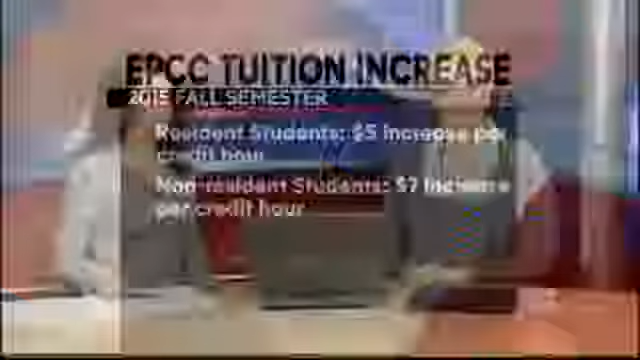 EPCC TUITION INCREASE
2015 FALL SEMESTER
Resident Students: $5 increase per
credit hour
Non-resident Students: $7 increase
per credit hour